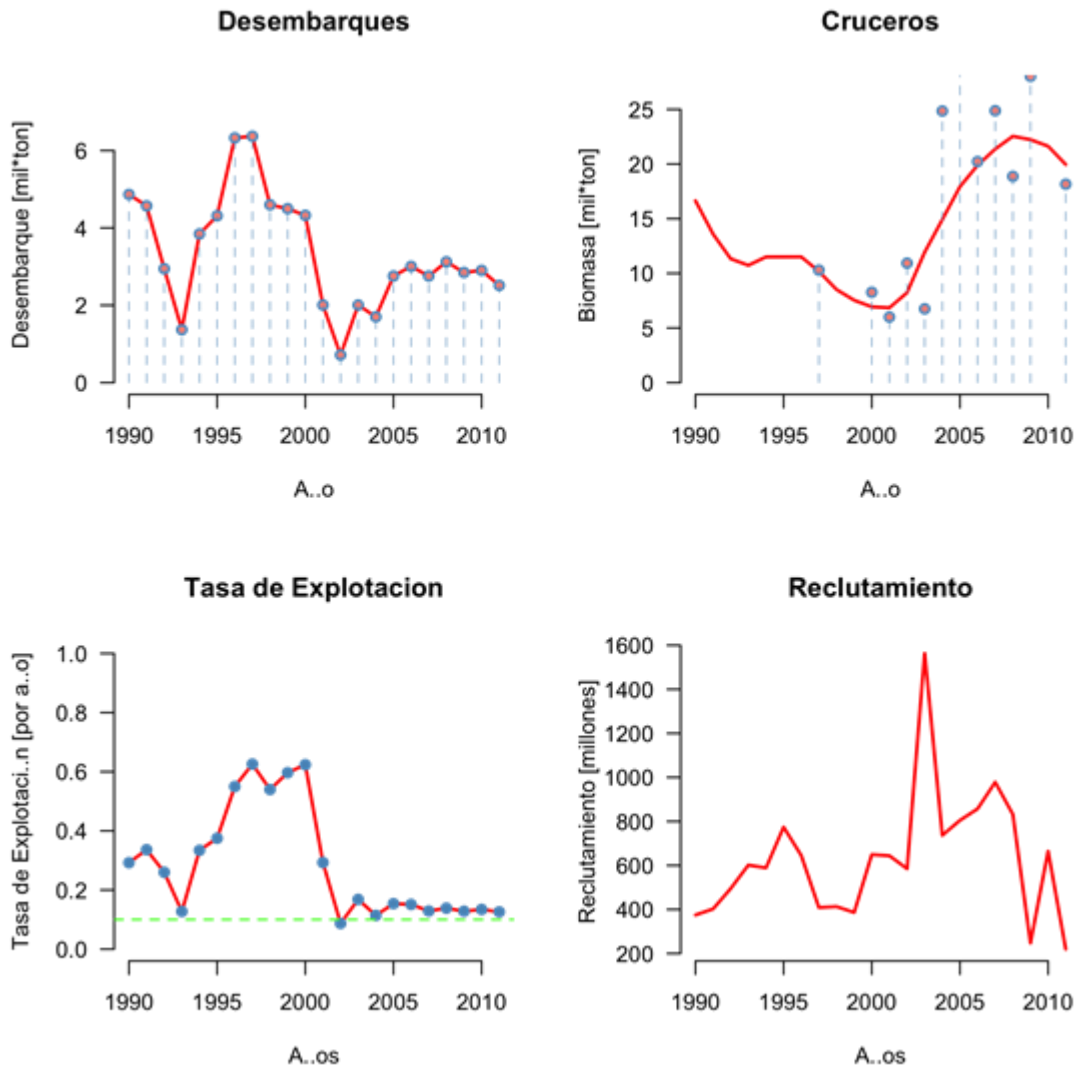 Desembarques
Desembarque [mil*ton]
6
4
2
0
1990 1995 2000 2005 2010
A..o
Cruceros
Biomasa [mil*ton]
25
20
15
10
5
0
1990 1995 2000 2005 2010
A..o
Tasa de Explotacion
Tasa de Explotaci..n [por a..o]
1.0
0.8
0.6
0.4
0.2
0.0
1990 1995 2000 2005 2010
A..os
Reclutamiento
Reclutamiento [millones]
1600
1400
1200
1000
800
600
400
200
1990 1995 2000 2005 2010
A..os